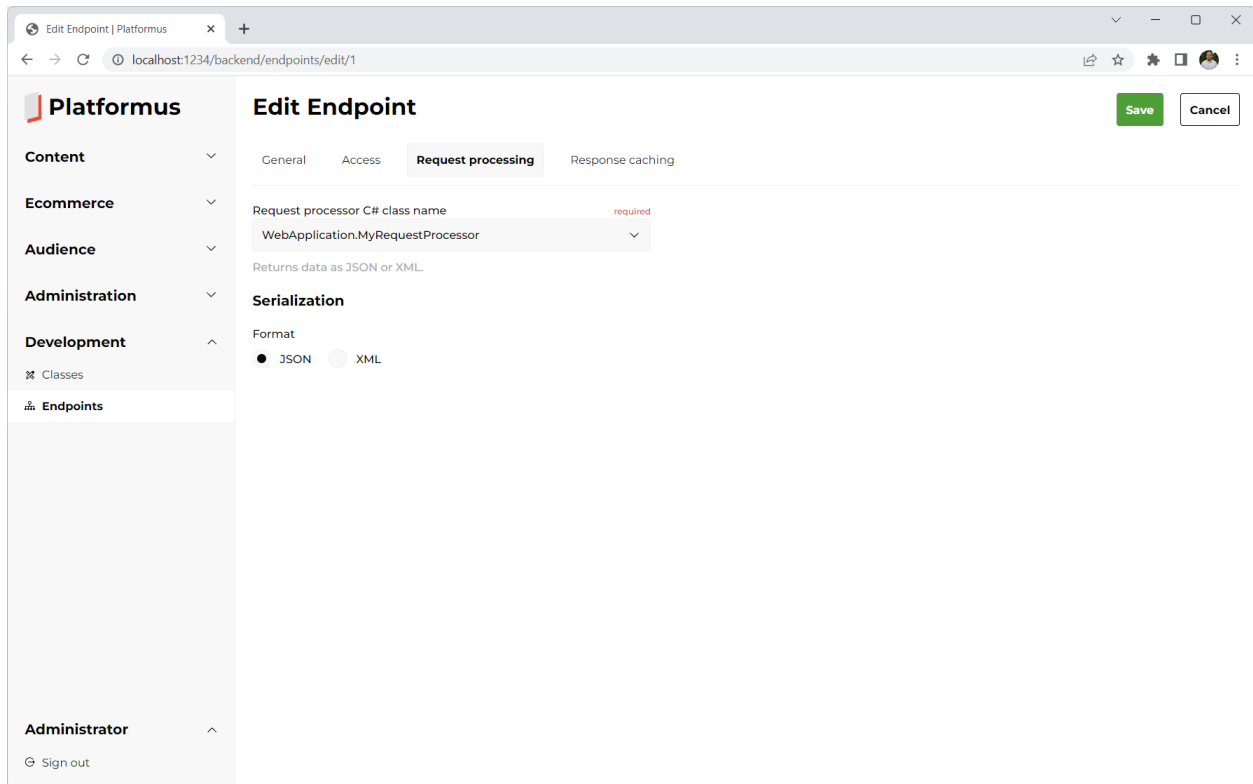 Edit Endpoint | Platformus
localhost:1234/backend/endpoints/edit/1
Platformus
Content
Ecommerce
Audience
Administration
Development
Classes
Endpoints
Administrator
Sign out
Edit Endpoint
Save
Cancel
General Access Request processing Response caching
Request processor C# class name required
WebApplication.MyRequestProcessor
Returns data as JSON or XML.
Serialization
Format
JSON XML